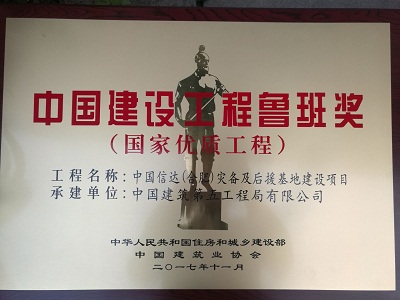 中国建设工程鲁班奖
(国家优质工程)
工程名称：中国信达(合肥)灾备及后援基地建设项目
承建单位：中国建筑第五工程局有限公司
中华人民共和国住房和城乡建设部
中国建筑业协会
二〇一七年十一月